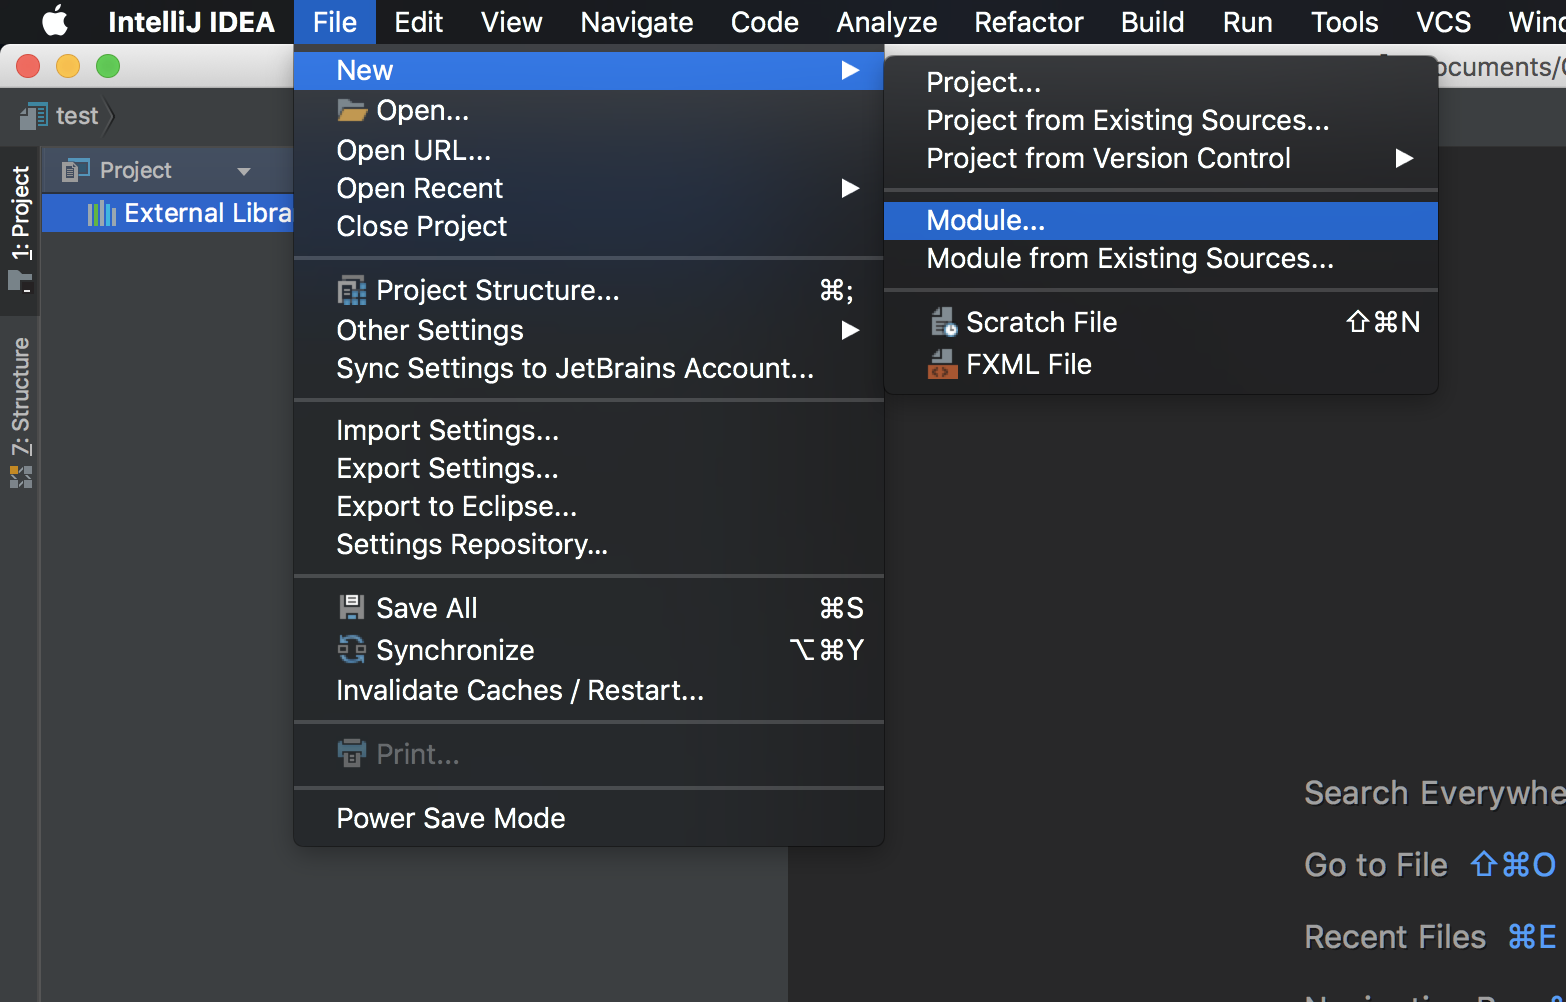 IntelliJ IDEA File Edit View Navigate Code Analyze Refactor Build Run Tools VCS
test
Project
External Libra
1: Project
7: Structure
New
Open...
Open URL...
Open Recent
Close Project
Project Structure... ⌘;
Other Settings
Sync Settings to JetBrains Account...
Import Settings...
Export Settings...
Export to Eclipse...
Settings Repository...
Save All ⌘S
Synchronize ⌥⌘Y
Invalidate Caches / Restart...
Print...
Power Save Mode
Project...
Project from Existing Sources...
Project from Version Control
Module...
Module from Existing Sources...
Scratch File ⇧⌘N
FXML File
ocuments/
Search Everywhe
Go to File ⇧⌘O
Recent Files ⌘E